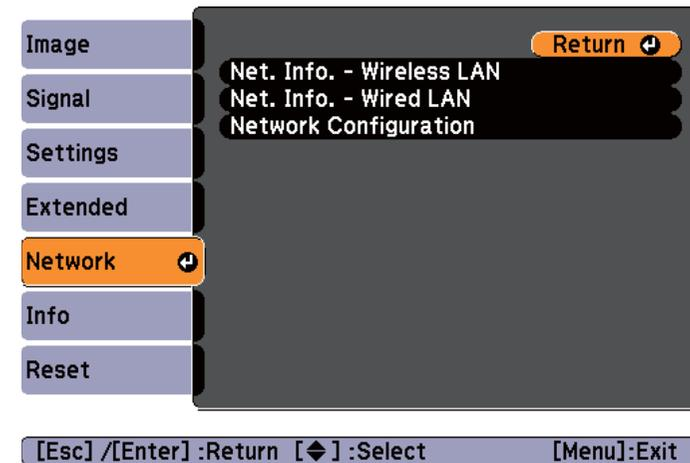 Image
Signal
Settings
Extended
Network
Info
Reset
Return
Net. Info. - Wireless LAN
Net. Info. - Wired LAN
Network Configuration
[Esc] /[Enter] :Return [◆] :Select [Menu]:Exit